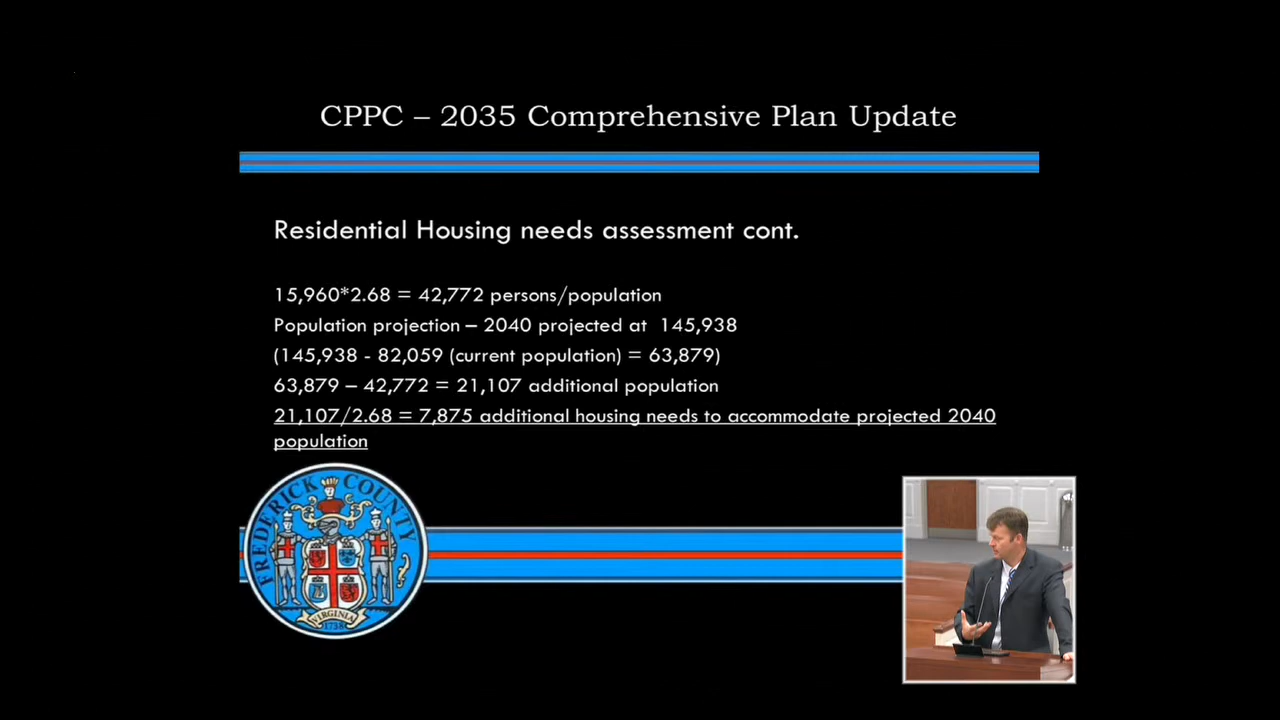 CPPC – 2035 Comprehensive Plan Update
Residential Housing needs assessment cont.
15,960*2.68 = 42,772 persons/population
Population projection – 2040 projected at 145,938
(145,938 - 82,059 (current population) = 63,879)
63,879 – 42,772 = 21,107 additional population
21,107/2.68 = 7,875 additional housing needs to accommodate projected 2040
population
FREDERICK COUNTY
VIRGINIA